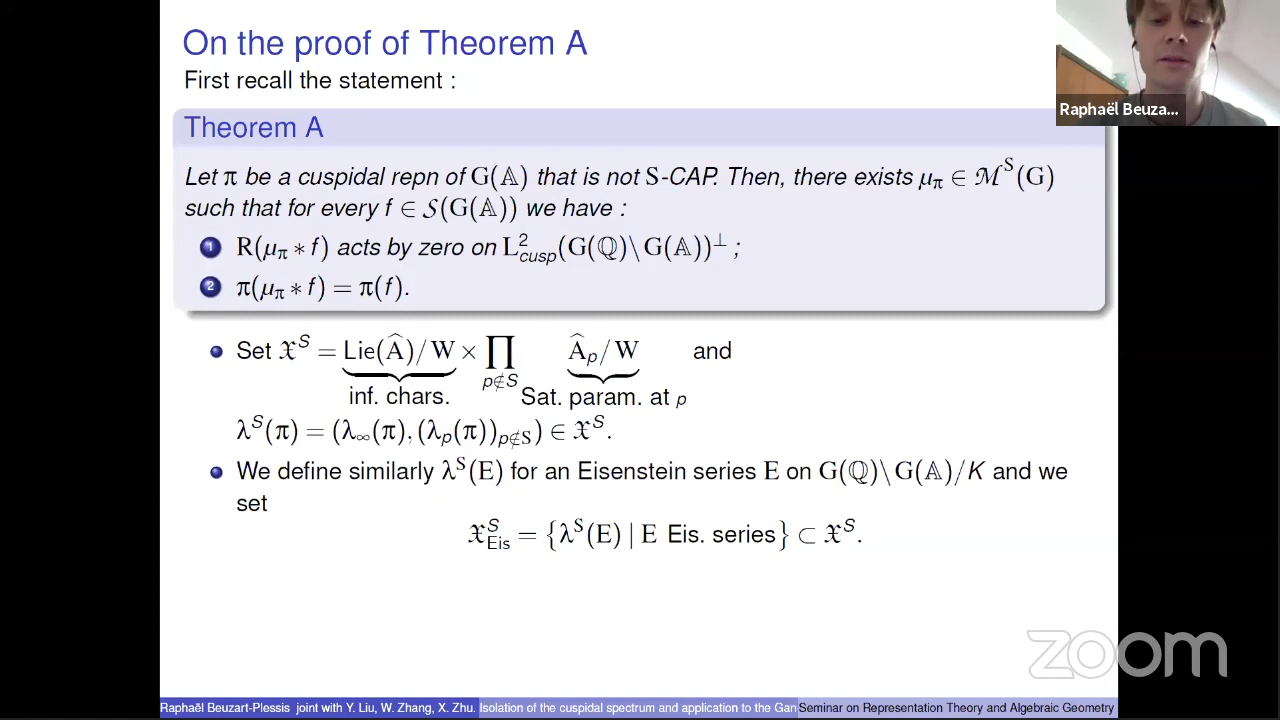 On the proof of Theorem A
First recall the statement :
Raphaël Beuza...
Theorem A
Let π be a cuspidal repn of G(𝔸) that is not S-CAP. Then, there exists μ_π ∈ ℳ^S(G)
such that for every f ∈ 𝒮(G(𝔸)) we have :
1 R(μ_π ∗ f) acts by zero on L²_cusp(G(ℚ)\G(𝔸))^⊥ ;
2 π(μ_π ∗ f) = π(f).
• Set 𝔛^S = Lie(Â)/W × ∏_{p∉S} Â_p/W and
inf. chars. Sat. param. at p
λ^S(π) = (λ_∞(π), (λ_p(π))_{p∉S}) ∈ 𝔛^S.
• We define similarly λ^S(E) for an Eisenstein series E on G(ℚ)\G(𝔸)/K and we
set
𝔛^S_Eis = {λ^S(E) | E Eis. series} ⊂ 𝔛^S.
zoom
Raphaël Beuzart-Plessis joint with Y. Liu, W. Zhang, X. Zhu. Isolation of the cuspidal spectrum and application to the Gan Seminar on Representation Theory and Algebraic Geometry